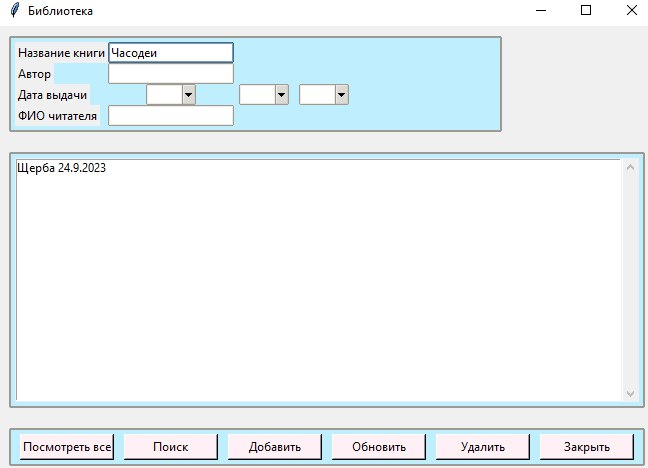 Библиотека
Название книги Часодеи
Автор
Дата выдачи
ФИО читателя
Щерба 24.9.2023
Посмотреть все Поиск Добавить Обновить Удалить Закрыть